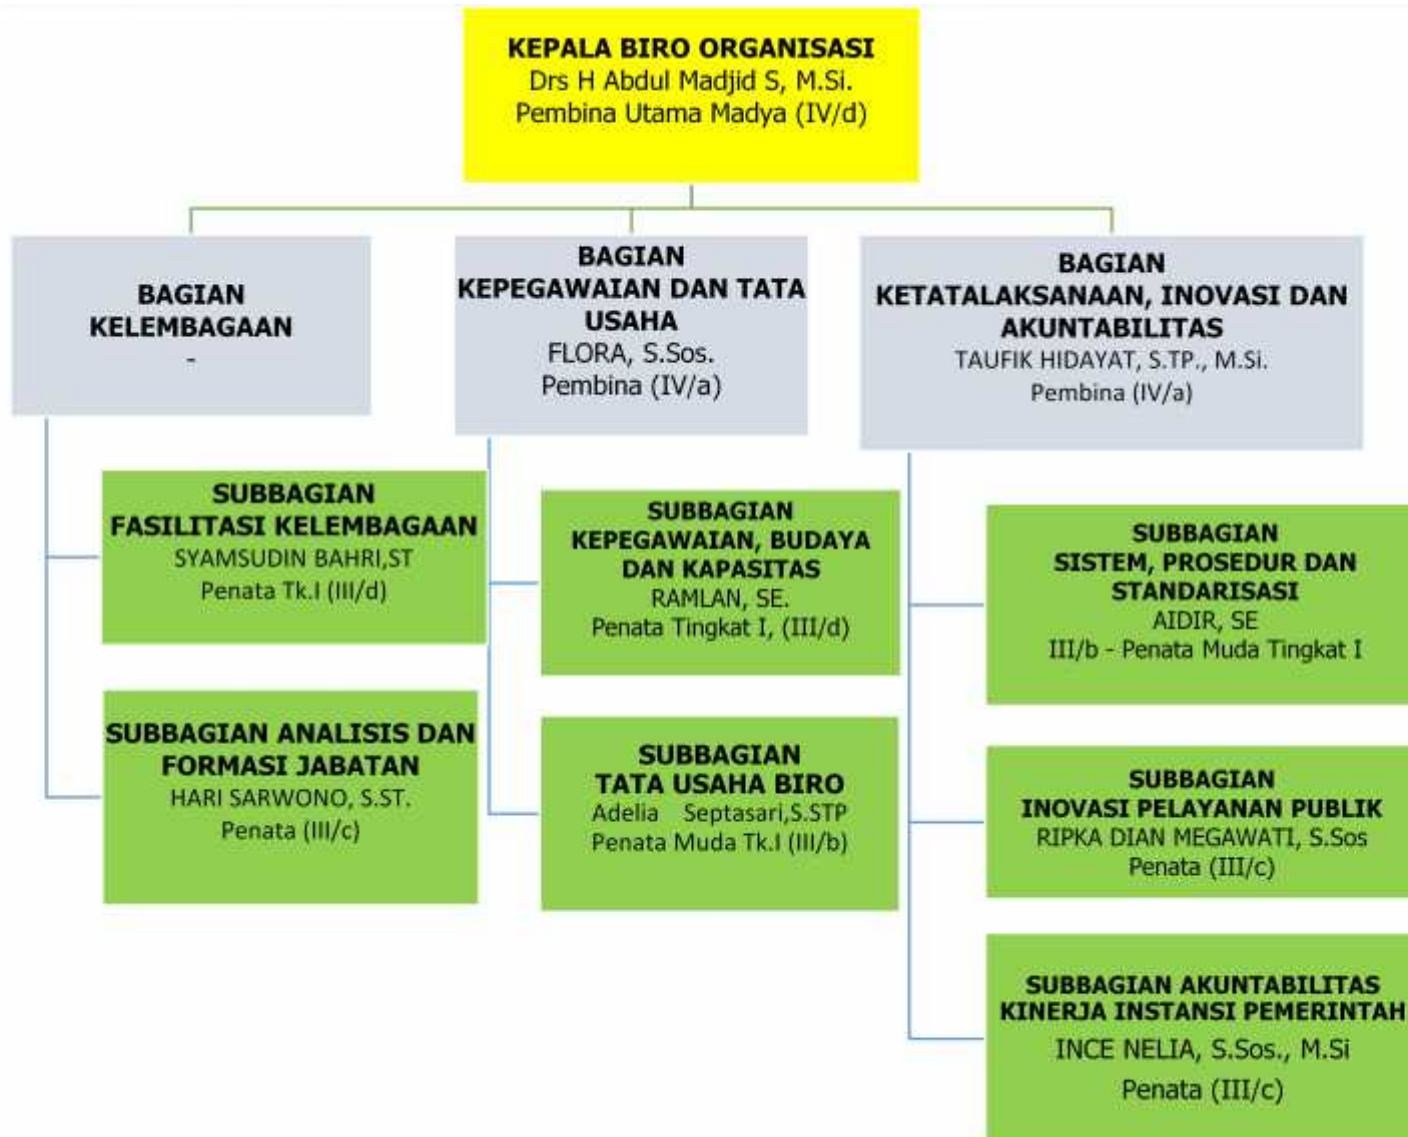 KEPALA BIRO ORGANISASI
Drs H Abdul Madjid S, M.Si.
Pembina Utama Madya (IV/d)
BAGIAN
KELEMBAGAAN
-
BAGIAN
KEPEGAWAIAN DAN TATA
USAHA
FLORA, S.Sos.
Pembina (IV/a)
BAGIAN
KETATALAKSANAAN, INOVASI DAN
AKUNTABILITAS
TAUFIK HIDAYAT, S.TP., M.Si.
Pembina (IV/a)
SUBBAGIAN
FASILITASI KELEMBAGAAN
SYAMSUDIN BAHRI,ST
Penata Tk.I (III/d)
SUBBAGIAN ANALISIS DAN
FORMASI JABATAN
HARI SARWONO, S.ST.
Penata (III/c)
SUBBAGIAN
KEPEGAWAIAN, BUDAYA
DAN KAPASITAS
RAMLAN, SE.
Penata Tingkat I, (III/d)
SUBBAGIAN
TATA USAHA BIRO
Adelia Septasari,S.STP
Penata Muda Tk.I (III/b)
SUBBAGIAN
SISTEM, PROSEDUR DAN
STANDARISASI
AIDIR, SE
III/b - Penata Muda Tingkat I
SUBBAGIAN
INOVASI PELAYANAN PUBLIK
RIPKA DIAN MEGAWATI, S.Sos
Penata (III/c)
SUBBAGIAN AKUNTABILITAS
KINERJA INSTANSI PEMERINTAH
INCE NELIA, S.Sos., M.Si
Penata (III/c)